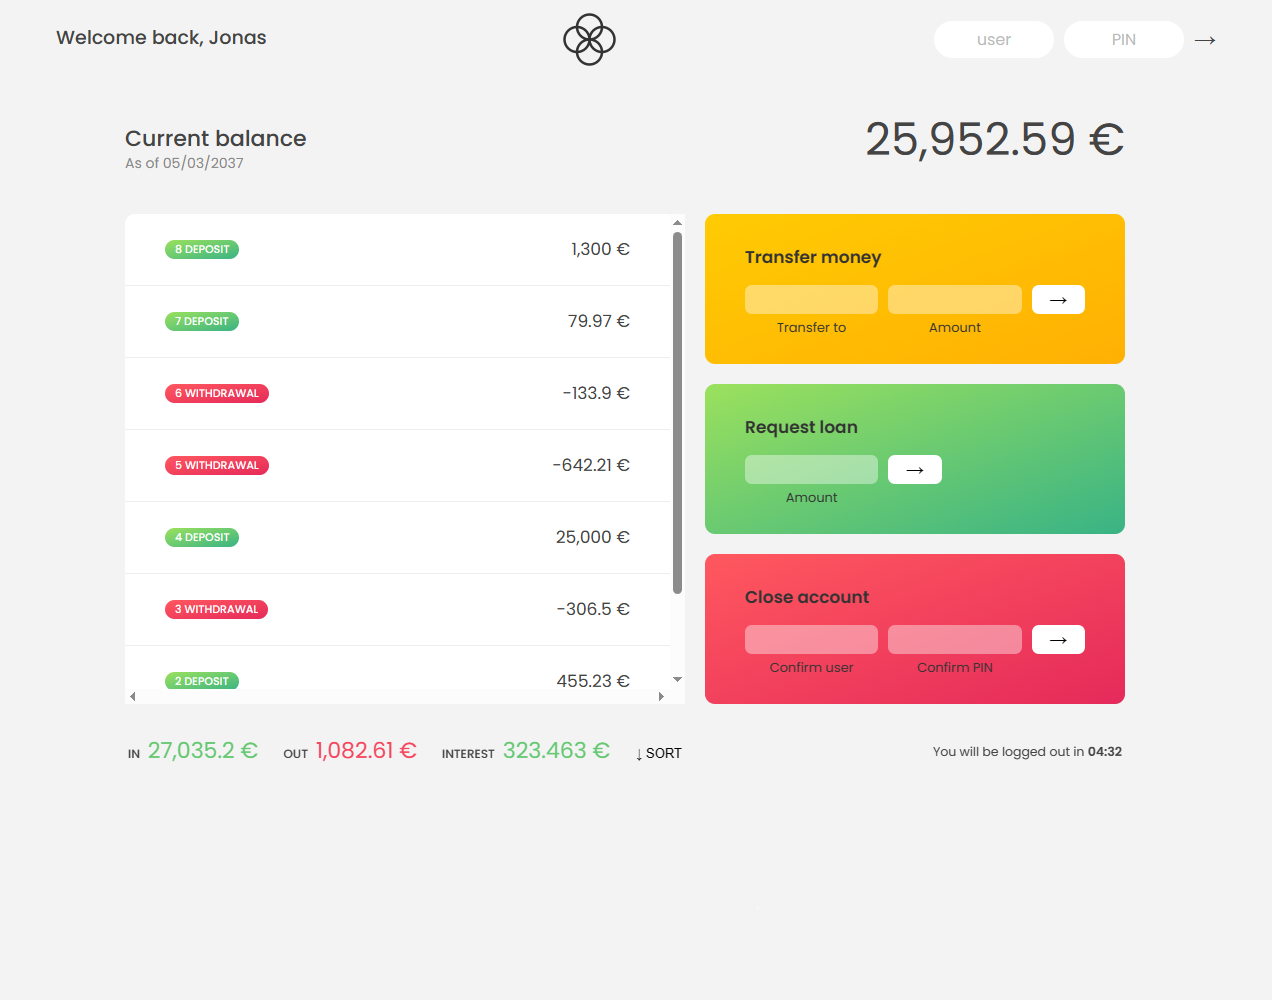 Welcome back, Jonas
user
PIN
→
Current balance
As of 05/03/2037
25,952.59 €
8 DEPOSIT
1,300 €
7 DEPOSIT
79.97 €
6 WITHDRAWAL
-133.9 €
5 WITHDRAWAL
-642.21 €
4 DEPOSIT
25,000 €
3 WITHDRAWAL
-306.5 €
2 DEPOSIT
455.23 €
Transfer money
→
Transfer to
Amount
Request loan
→
Amount
Close account
→
Confirm user
Confirm PIN
IN 27,035.2 €
OUT 1,082.61 €
INTEREST 323.463 €
↓ SORT
You will be logged out in 04:32